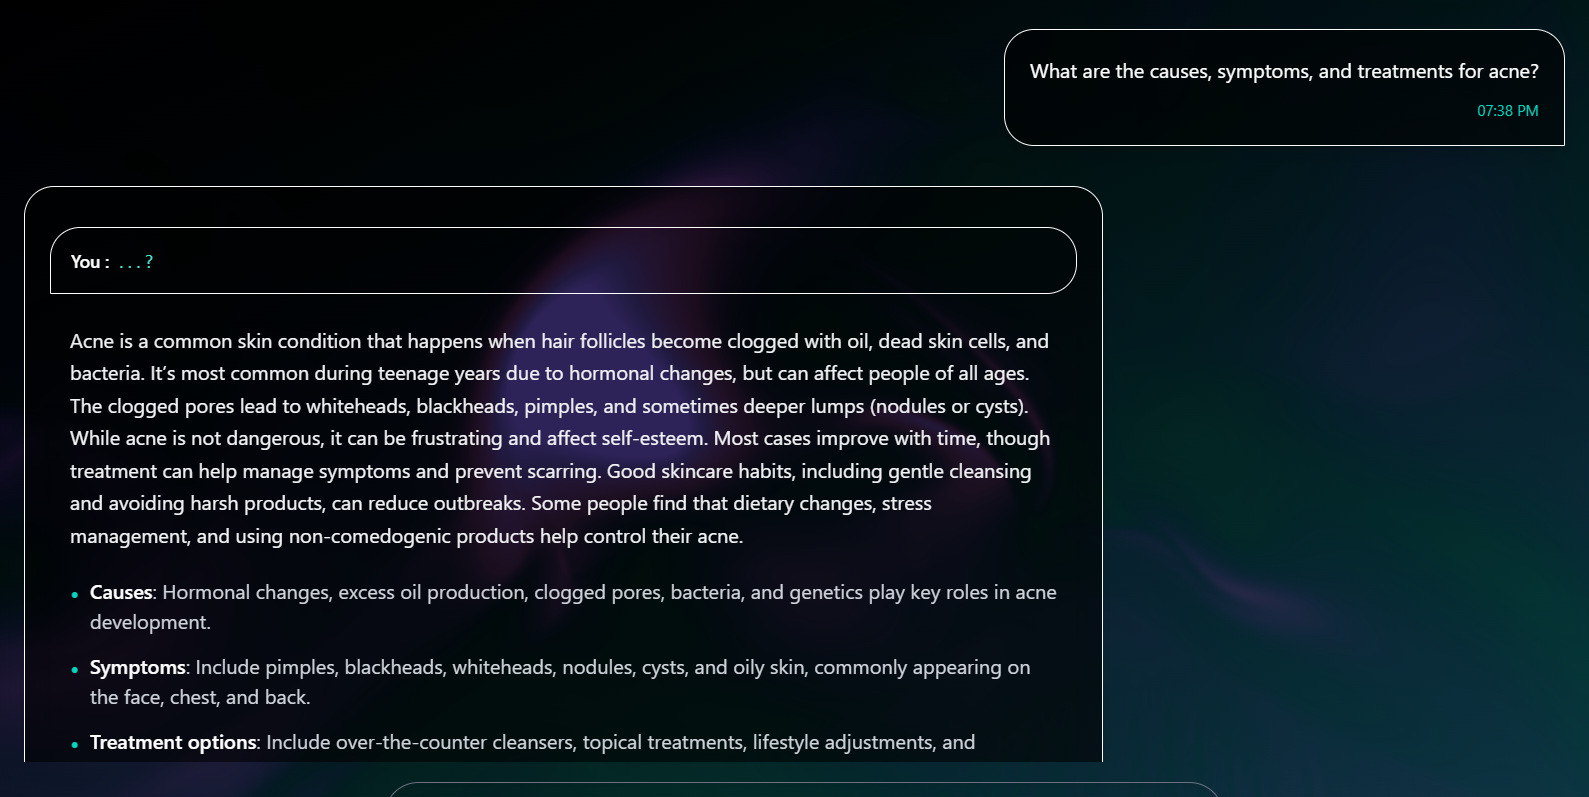 What are the causes, symptoms, and treatments for acne?
07:38 PM
You : . . . ?
Acne is a common skin condition that happens when hair follicles become clogged with oil, dead skin cells, and
bacteria. It's most common during teenage years due to hormonal changes, but can affect people of all ages.
The clogged pores lead to whiteheads, blackheads, pimples, and sometimes deeper lumps (nodules or cysts).
While acne is not dangerous, it can be frustrating and affect self-esteem. Most cases improve with time, though
treatment can help manage symptoms and prevent scarring. Good skincare habits, including gentle cleansing
and avoiding harsh products, can reduce outbreaks. Some people find that dietary changes, stress
management, and using non-comedogenic products help control their acne.
• Causes: Hormonal changes, excess oil production, clogged pores, bacteria, and genetics play key roles in acne
development.
• Symptoms: Include pimples, blackheads, whiteheads, nodules, cysts, and oily skin, commonly appearing on
the face, chest, and back.
• Treatment options: Include over-the-counter cleansers, topical treatments, lifestyle adjustments, and